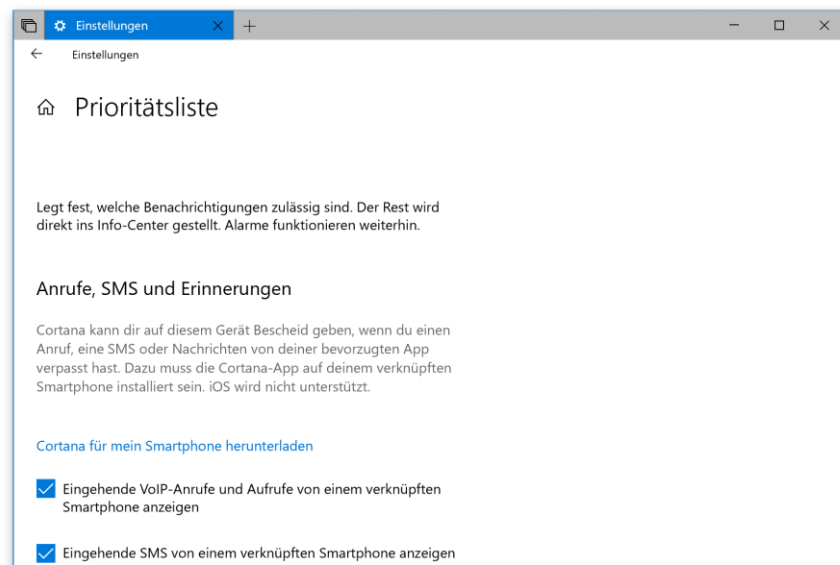 Einstellungen
Einstellungen
Prioritätsliste
Legt fest, welche Benachrichtigungen zulässig sind. Der Rest wird
direkt ins Info-Center gestellt. Alarme funktionieren weiterhin.
Anrufe, SMS und Erinnerungen
Cortana kann dir auf diesem Gerät Bescheid geben, wenn du einen
Anruf, eine SMS oder Nachrichten von deiner bevorzugten App
verpasst hast. Dazu muss die Cortana-App auf deinem verknüpften
Smartphone installiert sein. iOS wird nicht unterstützt.
Cortana für mein Smartphone herunterladen
Eingehende VoIP-Anrufe und Aufrufe von einem verknüpften
Smartphone anzeigen
Eingehende SMS von einem verknüpften Smartphone anzeigen